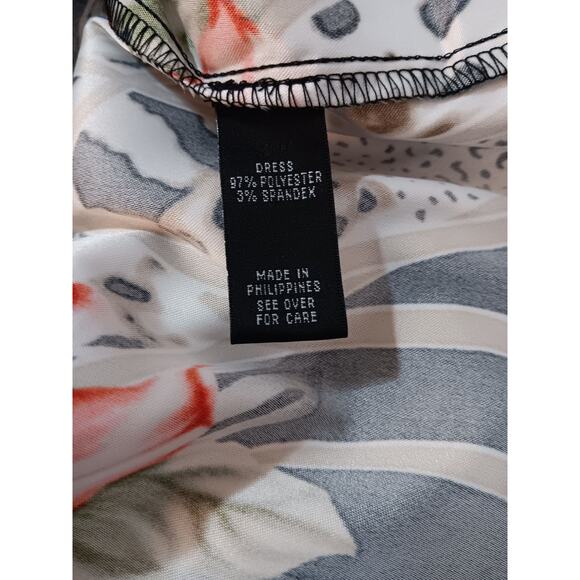 DRESS
97% POLYESTER
3% SPANDEX
MADE IN
PHILIPPINES
SEE OVER
FOR CARE